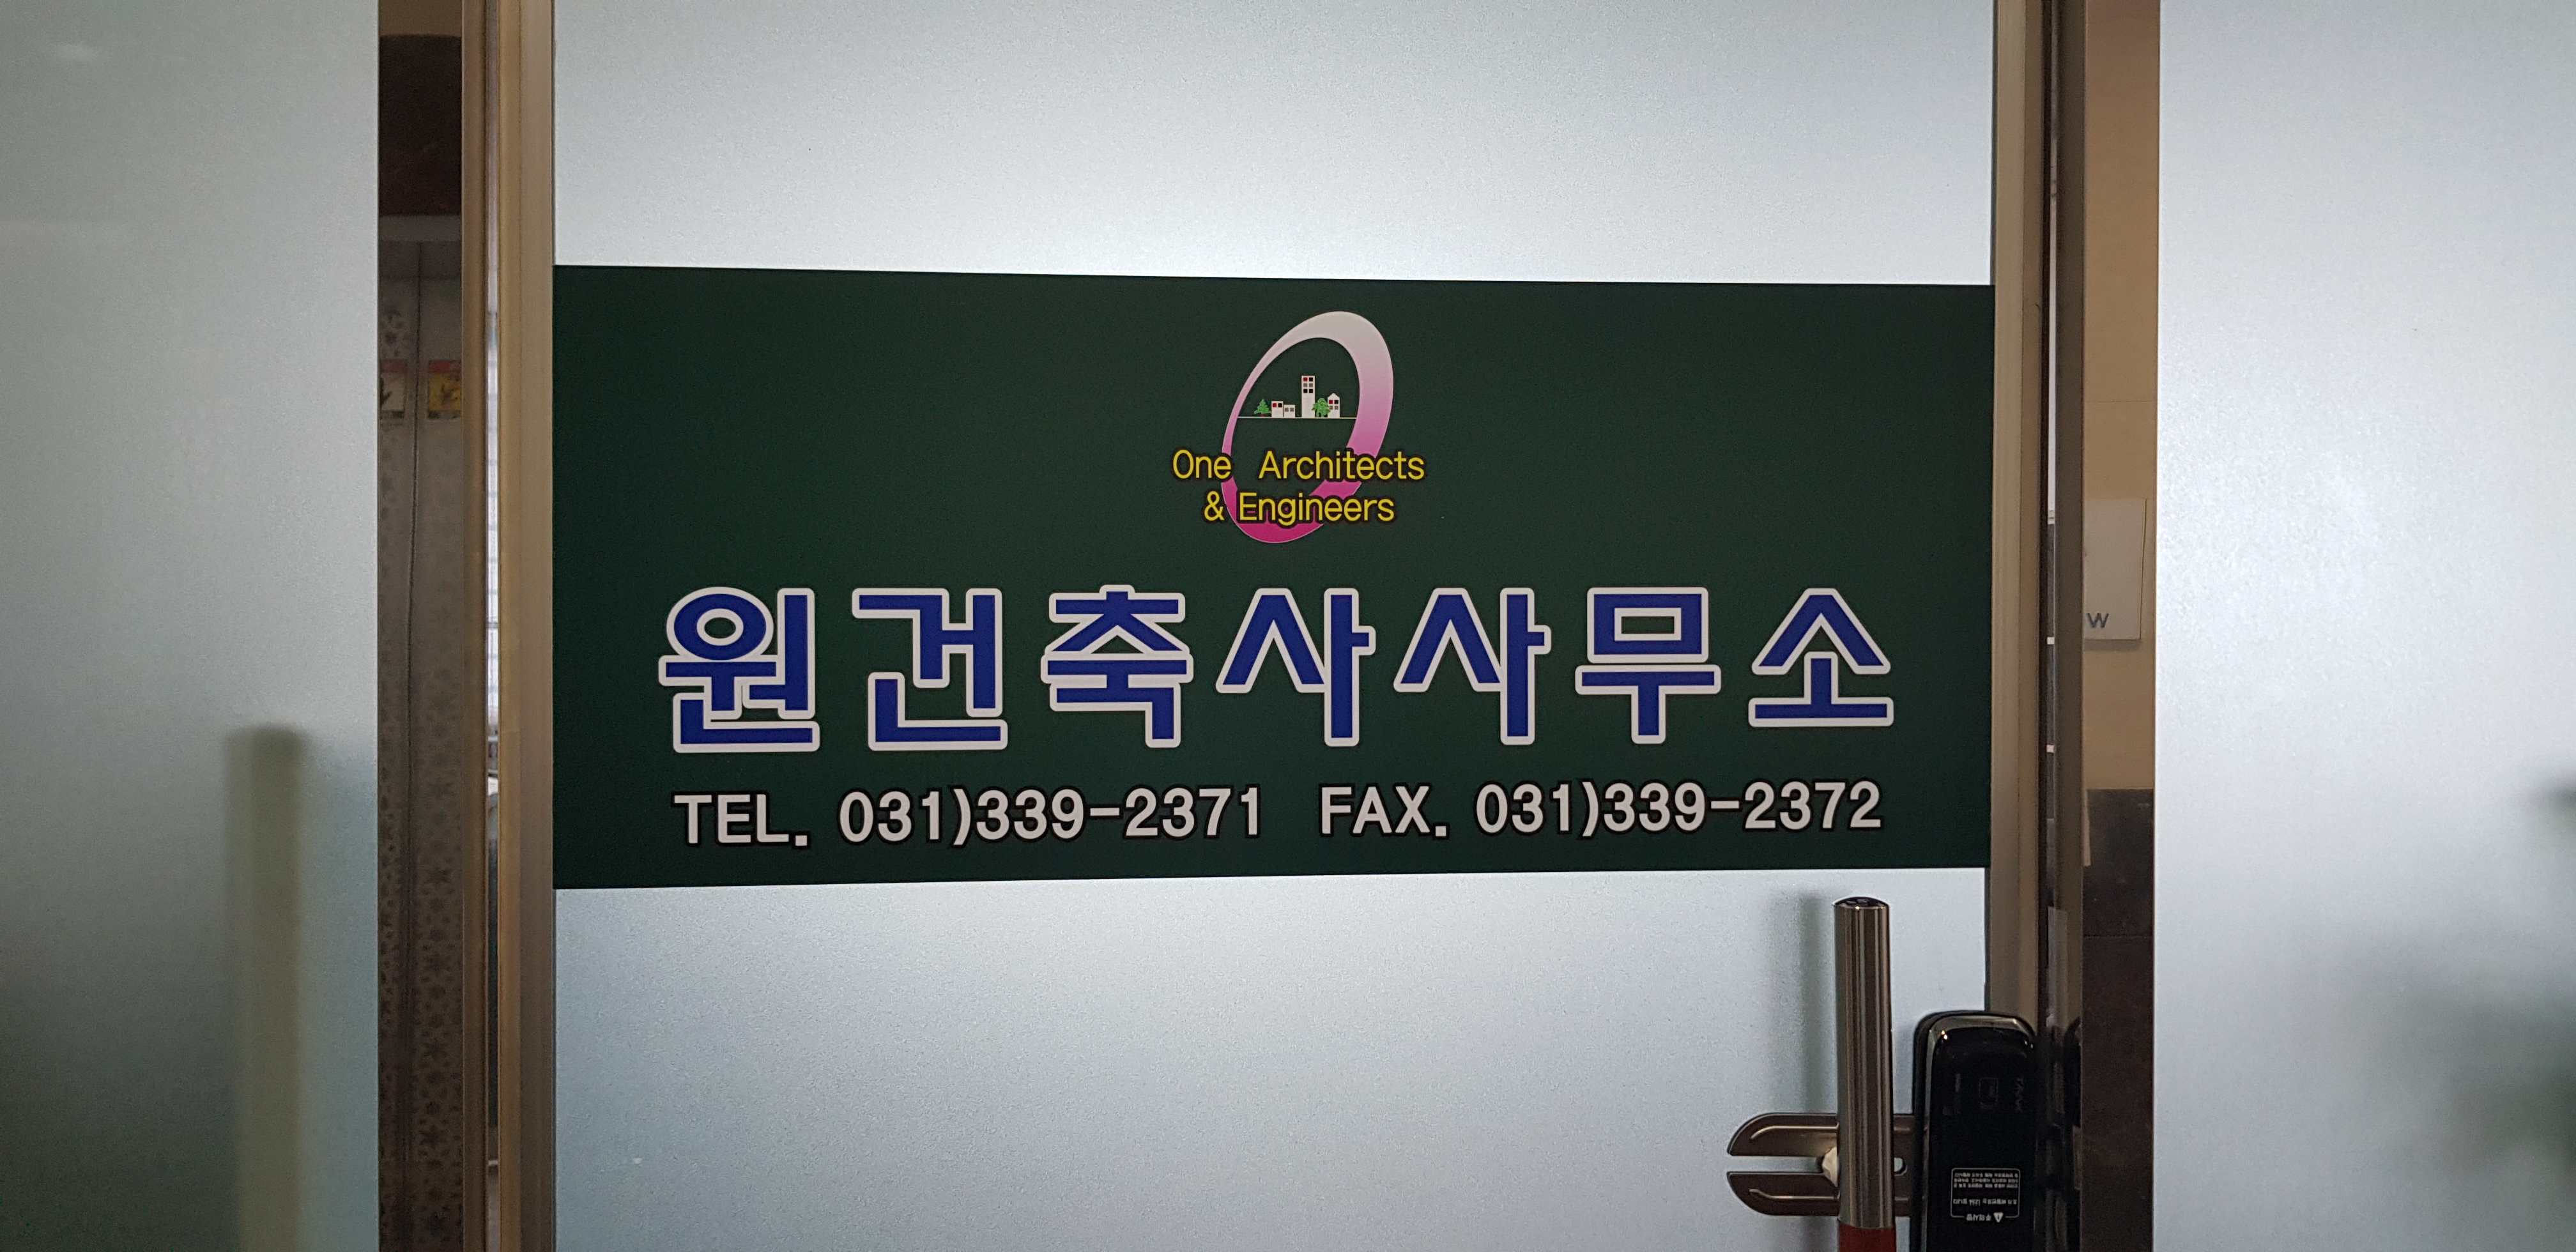 One Architects
& Engineers
원건축사사무소
TEL. 031)339-2371 FAX. 031)339-2372
W